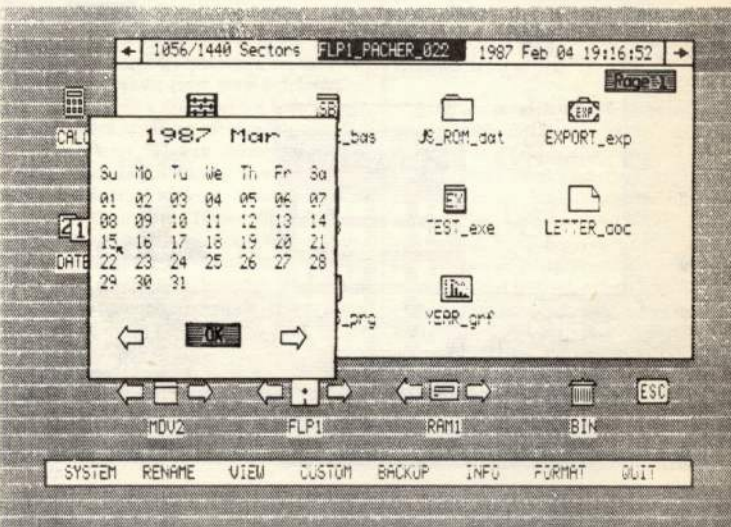 1056/1440 Sectors FLP1_PACHER_022 1987 Feb 04 19:16:52
Page 1
CALC
_bas
JS_ROM_dat
EXP
EXPORT_exp
1987 Mar
Su Mo Tu We Th Fr Sa
01 02 03 04 05 06 07
08 09 10 11 12 13 14
15 16 17 18 19 20 21
22 23 24 25 26 27 28
29 30 31
OK
DATE
TEST_exe
LETTER_doc
_prg
YEAR_grf
ESC
MDV2
FLP1
RAM1
BIN
SYSTEM RENAME VIEW CUSTOM BACKUP INFO FORMAT QUIT